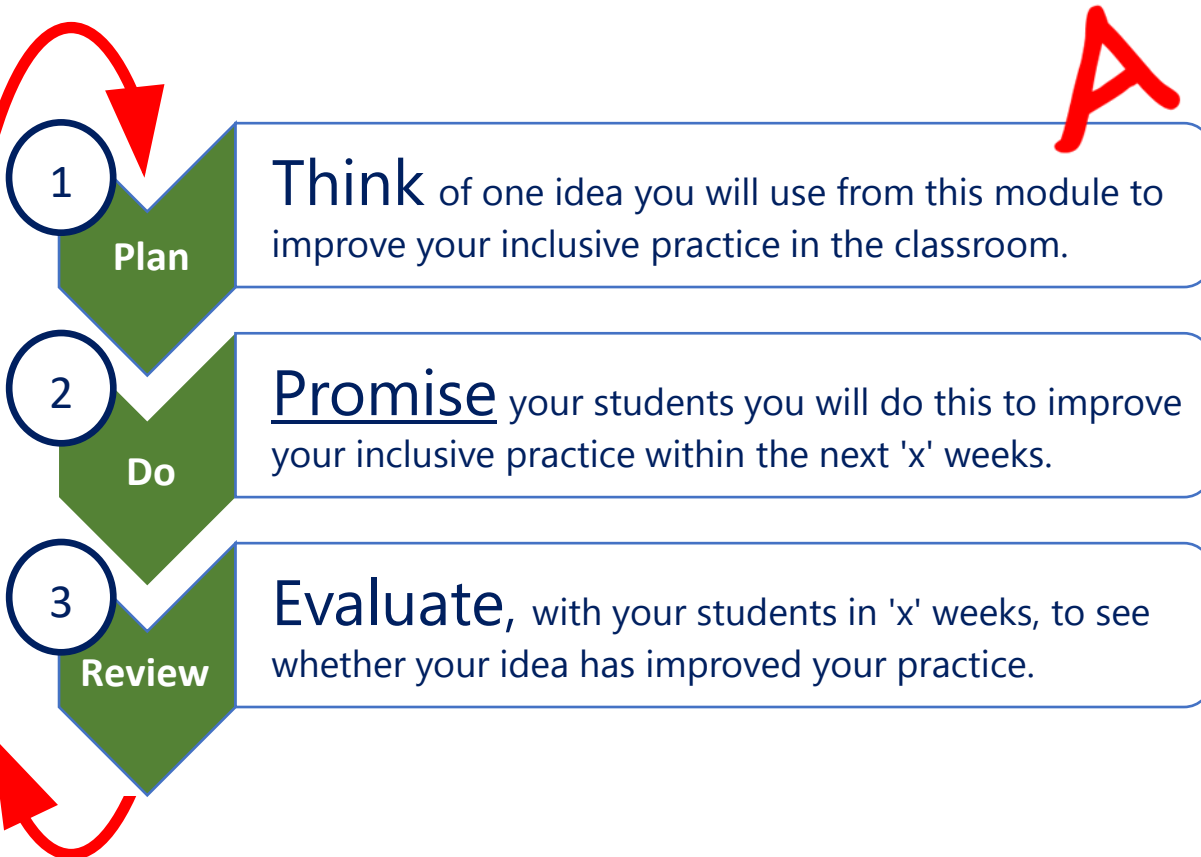 A
1
Plan
Think of one idea you will use from this module to
improve your inclusive practice in the classroom.
2
Do
Promise your students you will do this to improve
your inclusive practice within the next 'x' weeks.
3
Review
Evaluate, with your students in 'x' weeks, to see
whether your idea has improved your practice.